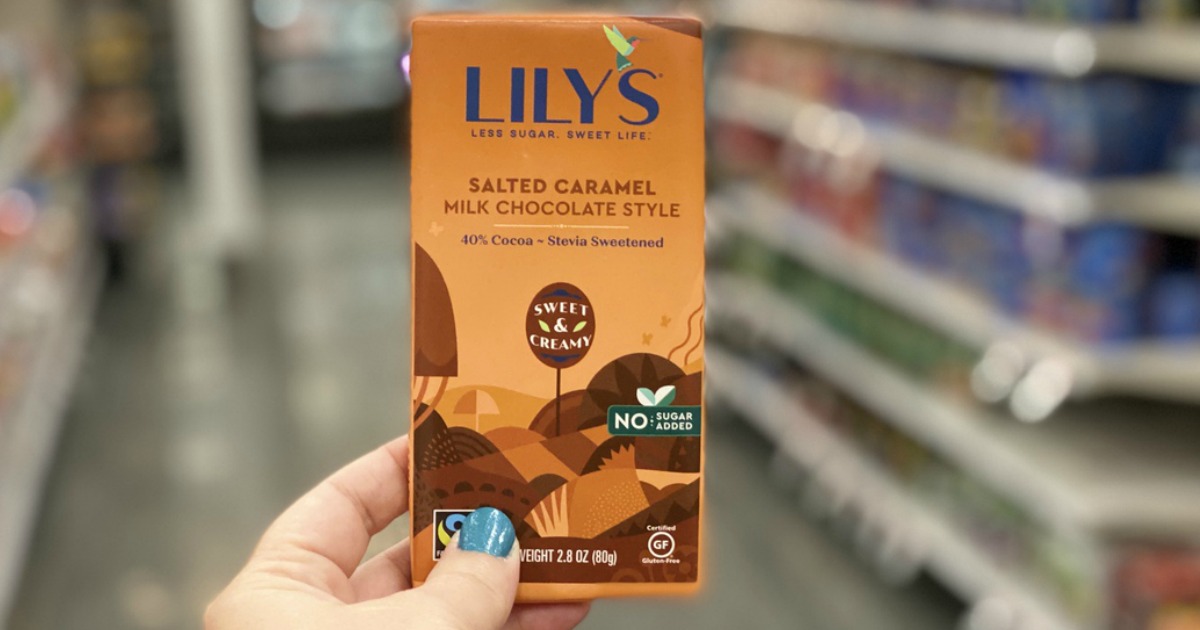 LILY'S
LESS SUGAR. SWEET LIFE.
SALTED CARAMEL
MILK CHOCOLATE STYLE
40% Cocoa ~ Stevia Sweetened
SWEET
&
CREAMY
NO: SUGAR
ADDED
WEIGHT 2.8 OZ (80g)
Certified
GF
Gluten-Free